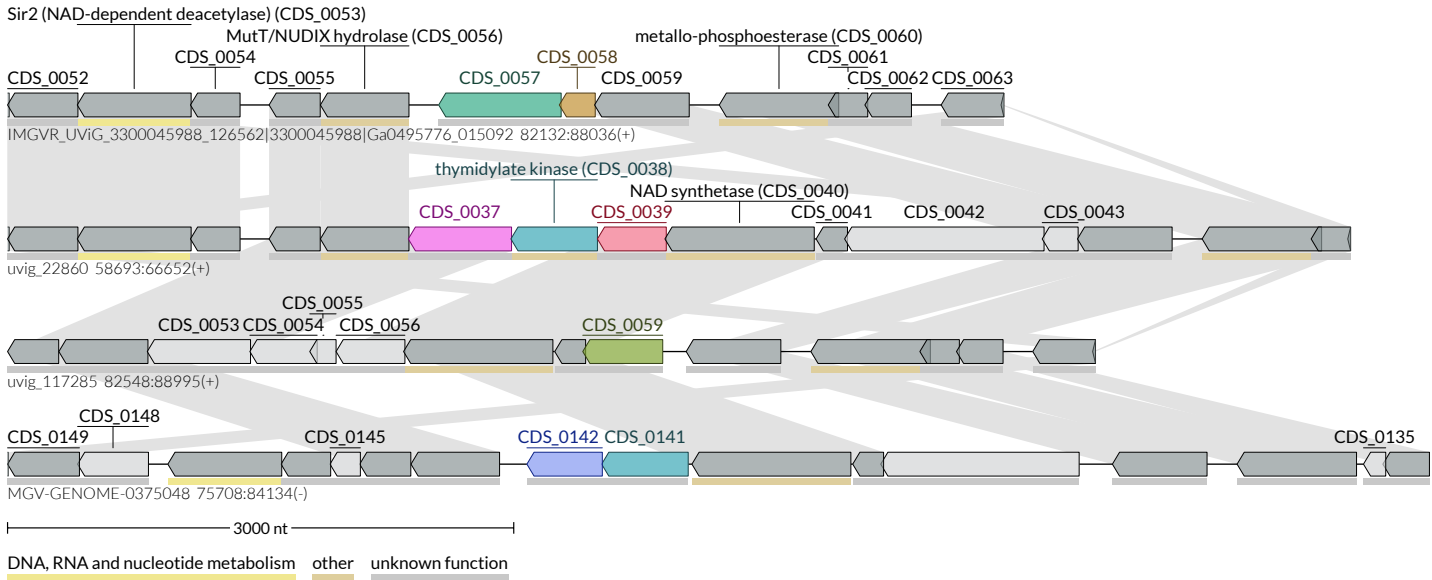 Sir2 (NAD-dependent deacetylase) (CDS_0053)
MutT/NUDIX hydrolase (CDS_0056) metallo-phosphoesterase (CDS_0060)
CDS_0054 CDS_0058 CDS_0061
CDS_0052 CDS_0055 CDS_0057 CDS_0059 CDS_0062 CDS_0063
IMGVR_UViG_3300045988_126562|3300045988|Ga0495776_015092 82132:88036(+)
thymidylate kinase (CDS_0038)
NAD synthetase (CDS_0040)
CDS_0037 CDS_0039 CDS_0041 CDS_0042 CDS_0043
uvig_22860 58693:66652(+)
CDS_0055
CDS_0053 CDS_0054 CDS_0056 CDS_0059
uvig_117285 82548:88995(+)
CDS_0148
CDS_0149 CDS_0145 CDS_0142 CDS_0141 CDS_0135
MGV-GENOME-0375048 75708:84134(-)
3000 nt
DNA, RNA and nucleotide metabolism other unknown function